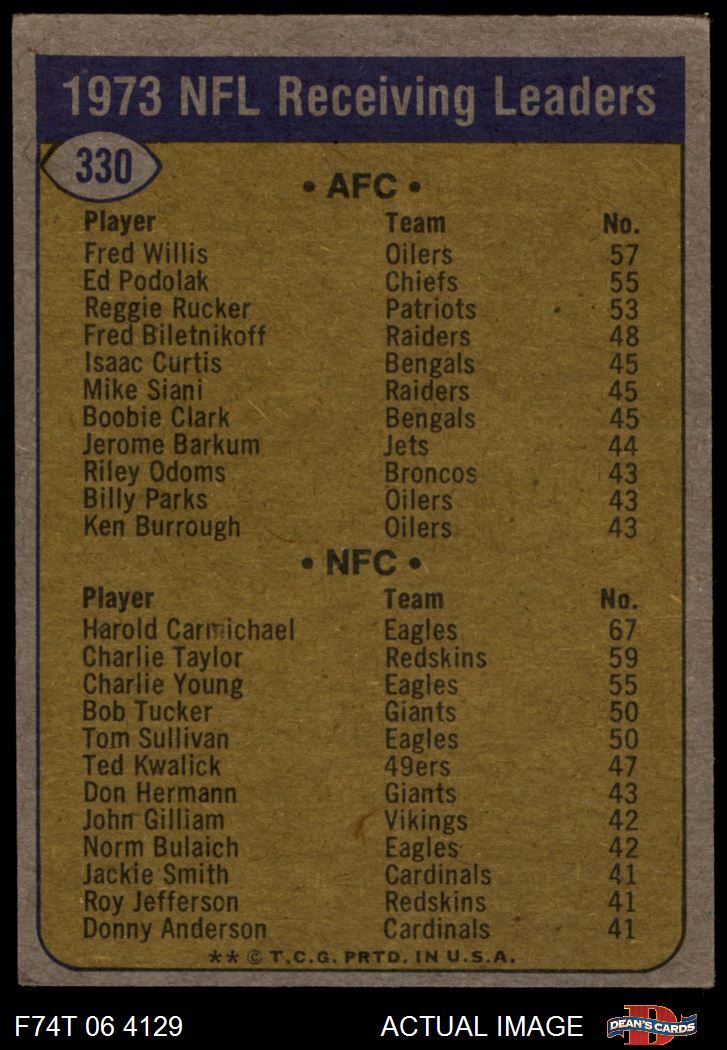 1973 NFL Receiving Leaders
330
• AFC •
Player Team No.
Fred Willis Oilers 57
Ed Podolak Chiefs 55
Reggie Rucker Patriots 53
Fred Biletnikoff Raiders 48
Isaac Curtis Bengals 45
Mike Siani Raiders 45
Boobie Clark Bengals 45
Jerome Barkum Jets 44
Riley Odoms Broncos 43
Billy Parks Oilers 43
Ken Burrough Oilers 43
• NFC •
Player Team No.
Harold Carmichael Eagles 67
Charlie Taylor Redskins 59
Charlie Young Eagles 55
Bob Tucker Giants 50
Tom Sullivan Eagles 50
Ted Kwalick 49ers 47
Don Hermann Giants 43
John Gilliam Vikings 42
Norm Bulaich Eagles 42
Jackie Smith Cardinals 41
Roy Jefferson Redskins 41
Donny Anderson Cardinals 41
** © T.C.G. PRTD. IN U.S.A.
F74T 06 4129 ACTUAL IMAGE D DEAN'S CARDS